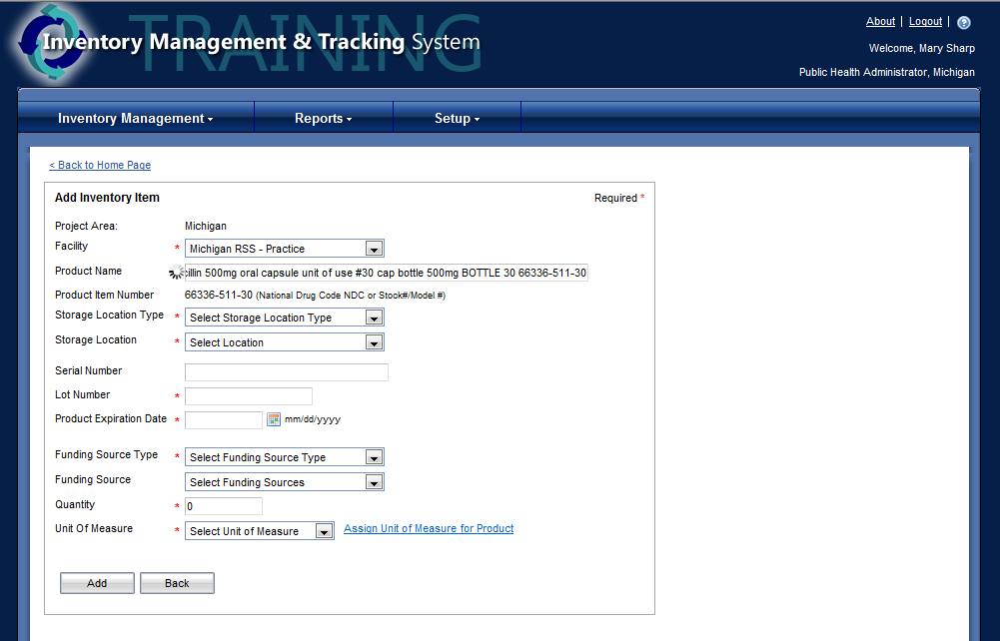 TRAINING
Inventory Management & Tracking System
About | Logout |
Welcome, Mary Sharp
Public Health Administrator, Michigan
Inventory Management Reports Setup
< Back to Home Page
Add Inventory Item Required *
Project Area: Michigan
Facility * Michigan RSS - Practice
Product Name cillin 500mg oral capsule unit of use #30 cap bottle 500mg BOTTLE 30 66336-511-30
Product Item Number 66336-511-30 (National Drug Code NDC or Stock#/Model #)
Storage Location Type * Select Storage Location Type
Storage Location * Select Location
Serial Number
Lot Number *
Product Expiration Date * mm/dd/yyyy
Funding Source Type * Select Funding Source Type
Funding Source Select Funding Sources
Quantity * 0
Unit Of Measure * Select Unit of Measure Assign Unit of Measure for Product
Add Back